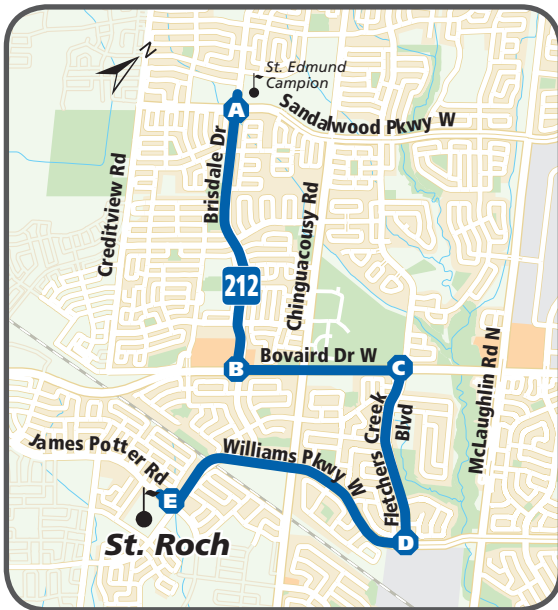 N
St. Edmund
Campion
A
Sandalwood Pkwy W
Brisdale Dr
Creditview Rd
Chinguacousy Rd
212
Bovaird Dr W
B
C
McLaughlin Rd N
Fletchers Creek
Blvd
James Potter Rd
Williams Pkwy W
E
D
St. Roch